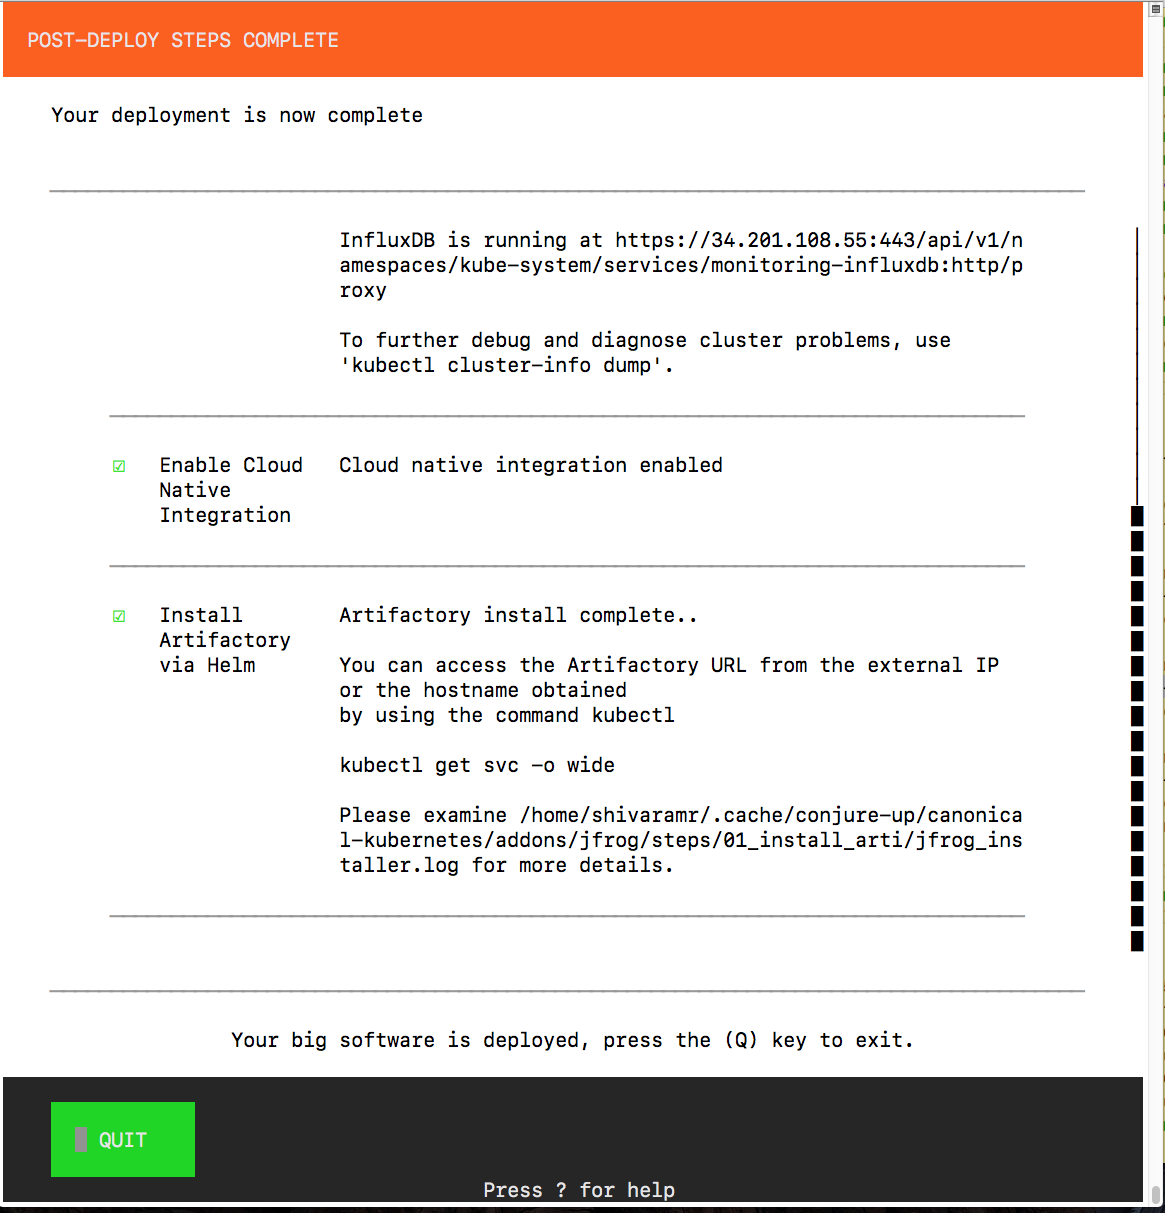 POST-DEPLOY STEPS COMPLETE
Your deployment is now complete
InfluxDB is running at https://34.201.108.55:443/api/v1/n
amespaces/kube-system/services/monitoring-influxdb:http/p
roxy
To further debug and diagnose cluster problems, use
'kubectl cluster-info dump'.
☑ Enable Cloud Cloud native integration enabled
Native
Integration
☑ Install Artifactory install complete..
Artifactory
via Helm You can access the Artifactory URL from the external IP
or the hostname obtained
by using the command kubectl
kubectl get svc -o wide
Please examine /home/shivaramr/.cache/conjure-up/canonica
l-kubernetes/addons/jfrog/steps/01_install_arti/jfrog_ins
taller.log for more details.
Your big software is deployed, press the (Q) key to exit.
QUIT
Press ? for help